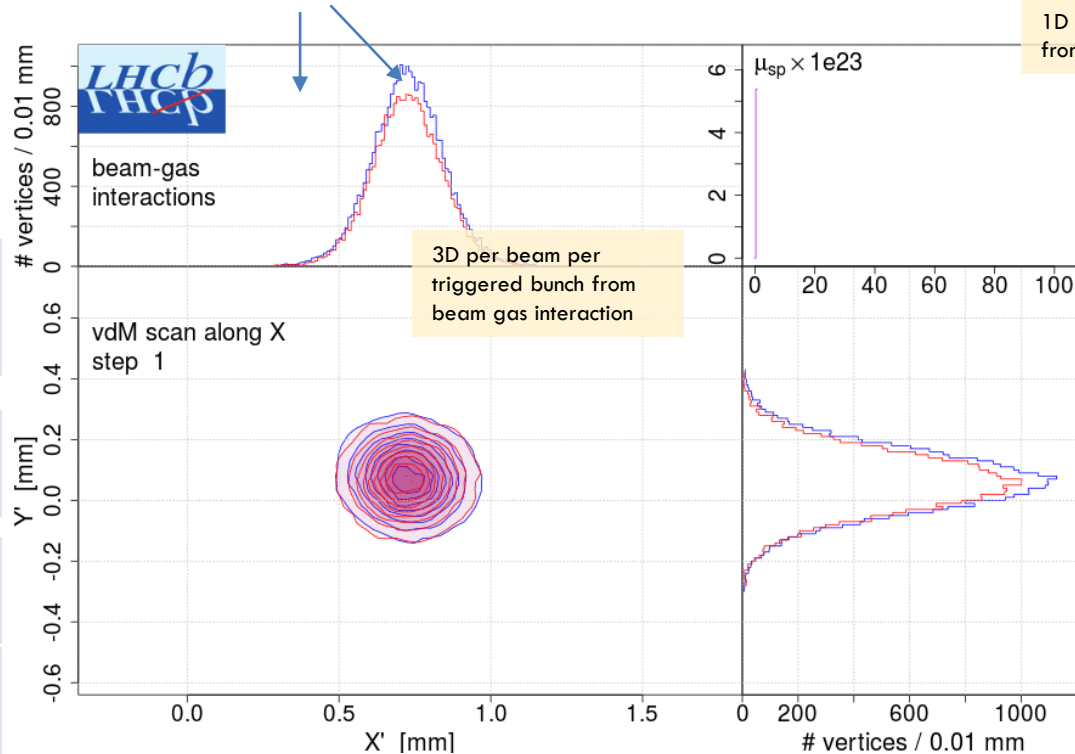 1D
from
LHCb
LHCb
μsp × 1e23
# vertices / 0.01 mm
0 400 800
beam-gas
interactions
0 2 4 6
0 20 40 60 80 100
3D per beam per
triggered bunch from
beam gas interaction
vdM scan along X
step 1
Y' [mm]
-0.6 -0.4 -0.2 0.0 0.2 0.4 0.6
0.0 0.5 1.0 1.5
X' [mm]
0 200 400 600 800 1000
# vertices / 0.01 mm